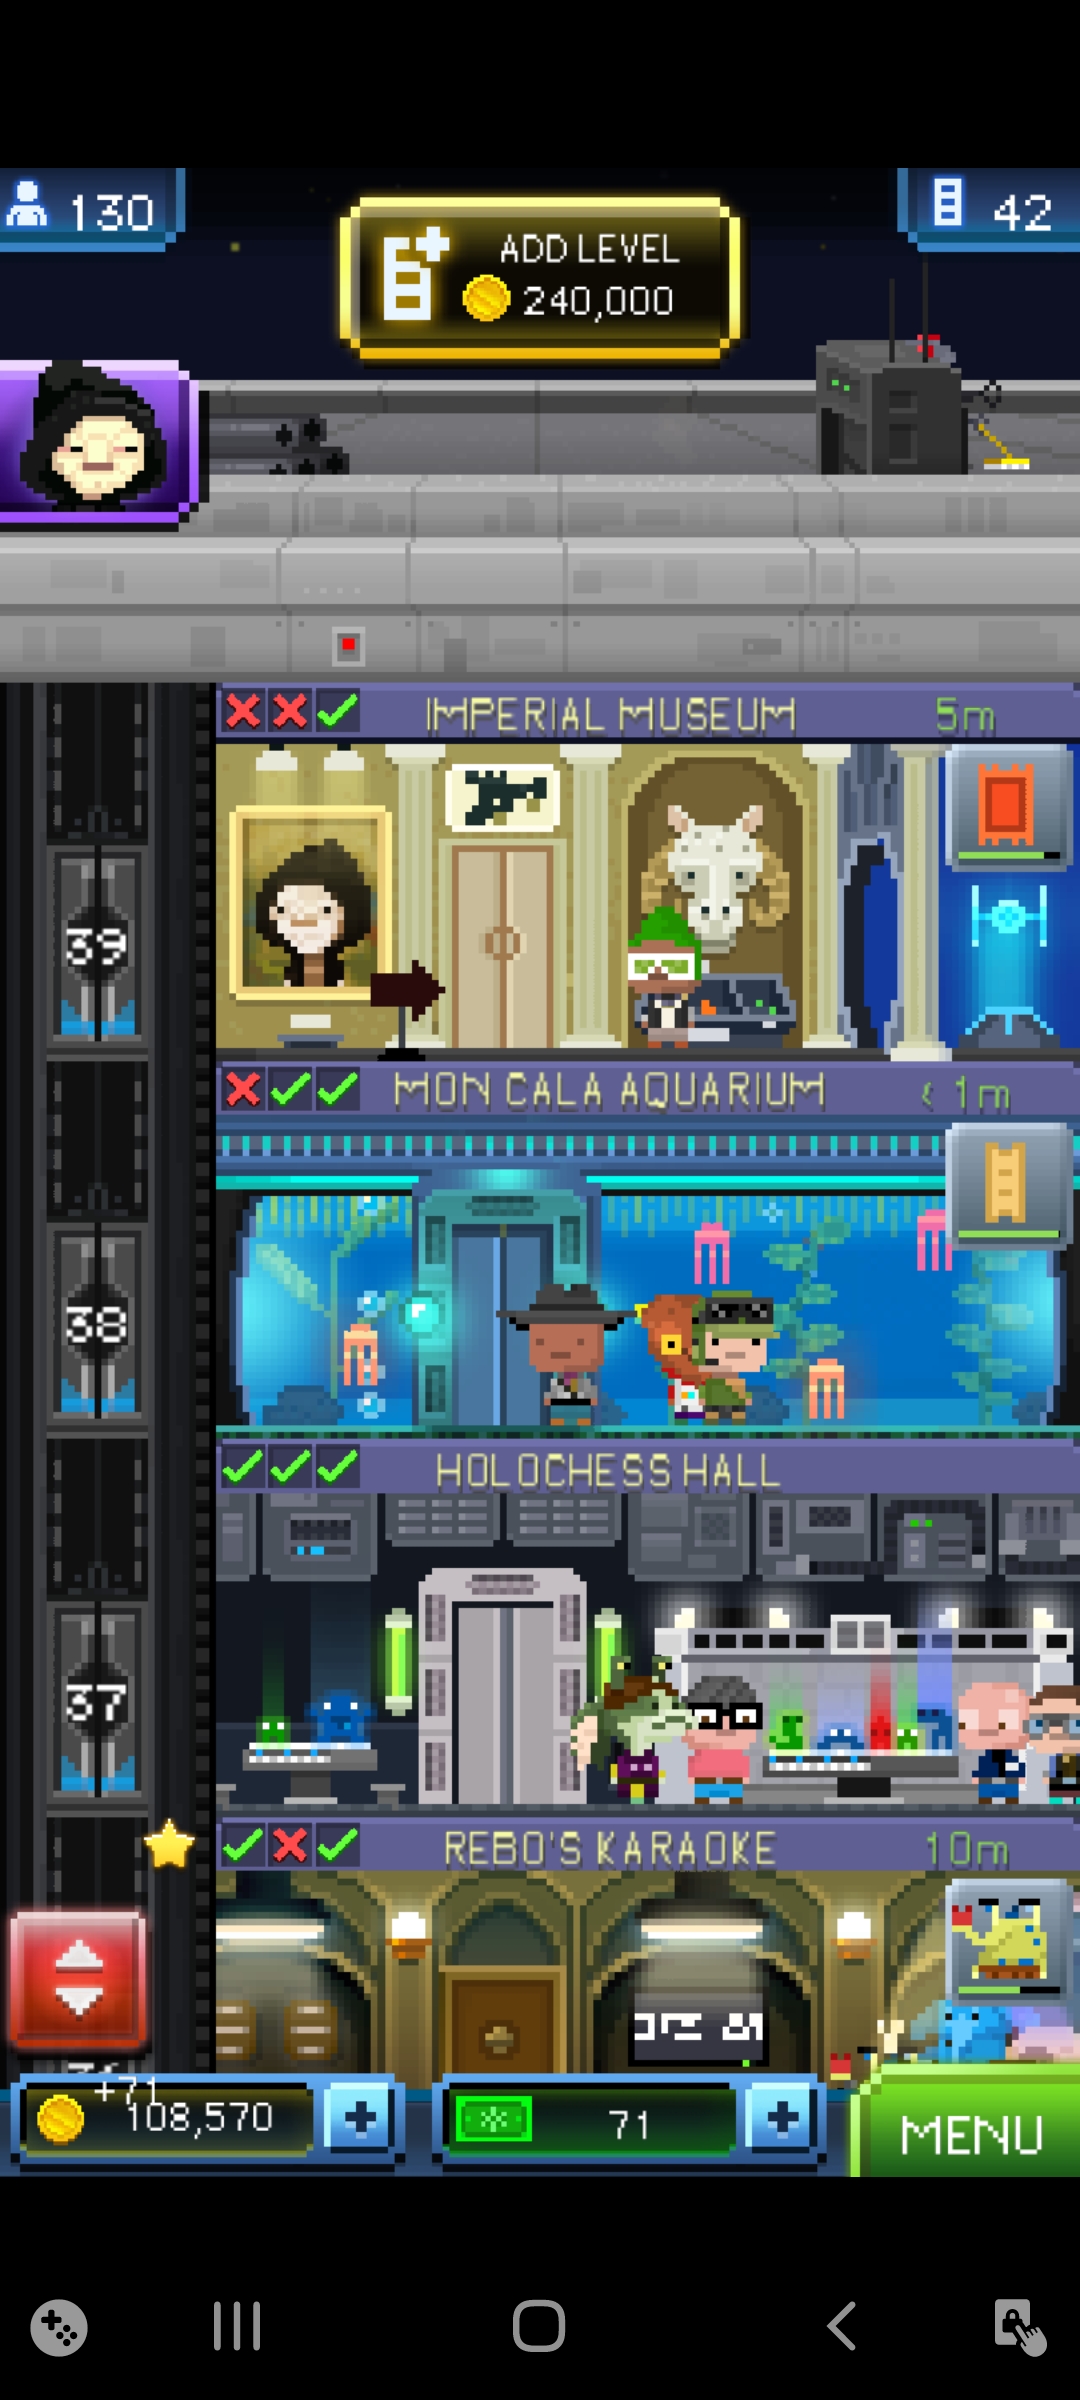 130
ADD LEVEL
240,000
42
IMPERIAL MUSEUM 5m
39
MON CALA AQUARIUM < 1m
38
HOLOCHESS HALL
37
REBO'S KARAOKE 10m
+71
108,570
71
MENU